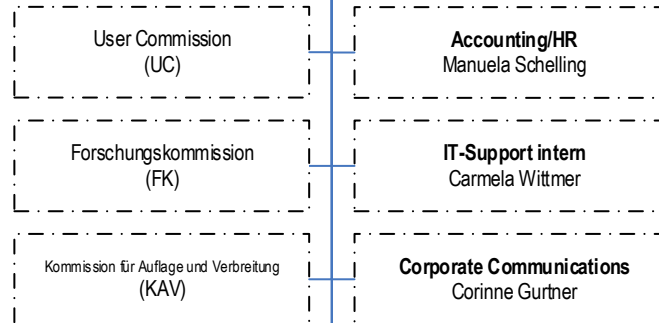 User Commission
(UC)
Accounting/HR
Manuela Schelling
Forschungskommission
(FK)
IT-Support intern
Carmela Wittmer
Kommission für Auflage und Verbreitung
(KAV)
Corporate Communications
Corinne Gurtner